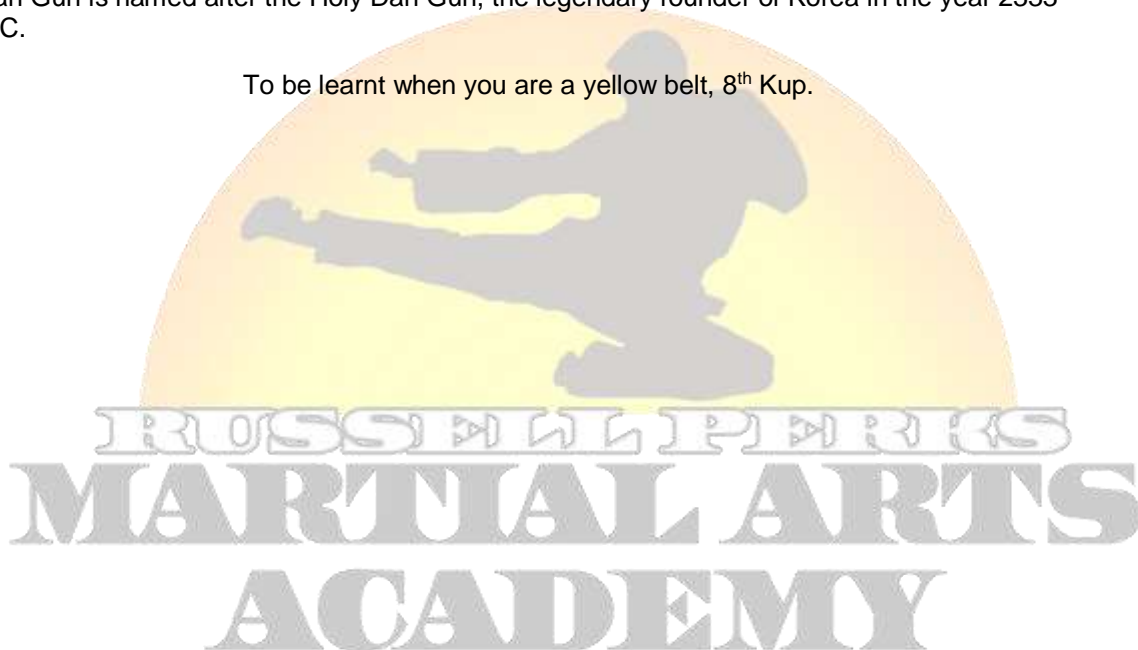 an Gun is named after the Holy Dan Gun, the legendary founder of Korea in the year 2333
C.
To be learnt when you are a yellow belt, 8th Kup.
RUSSELL PERKS
MARTIAL ARTS
ACADEMY